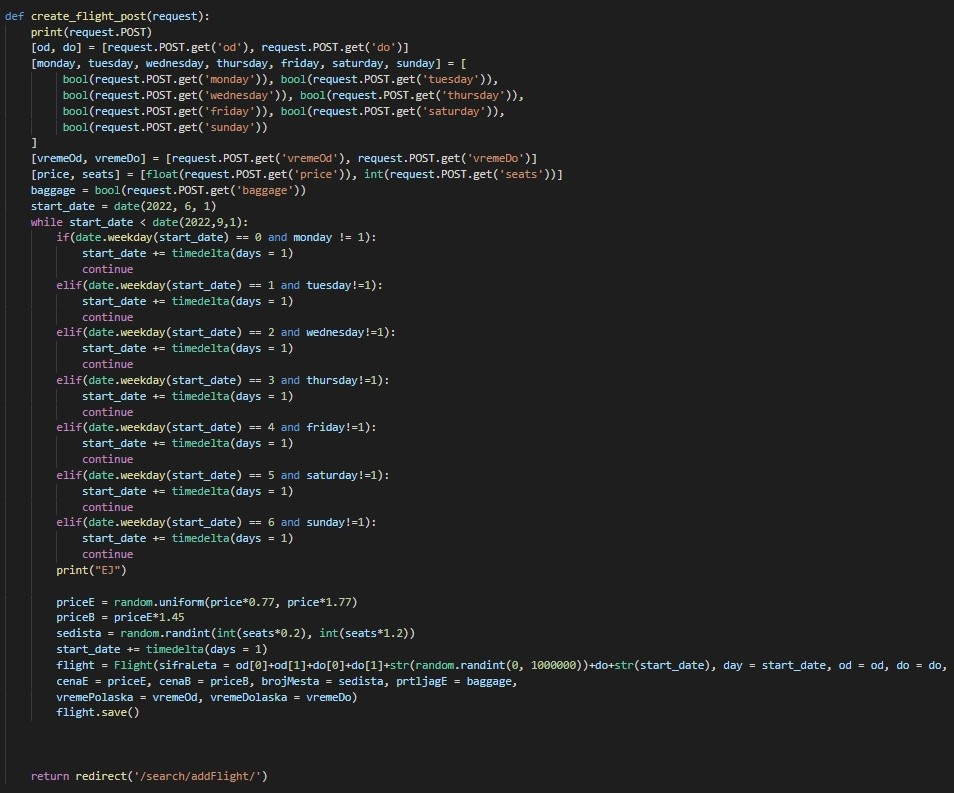 def create_flight_post(request):
    print(request.POST)
    [od, do] = [request.POST.get('od'), request.POST.get('do')]
    [monday, tuesday, wednesday, thursday, friday, saturday, sunday] = [
        bool(request.POST.get('monday')), bool(request.POST.get('tuesday')),
        bool(request.POST.get('wednesday')), bool(request.POST.get('thursday')),
        bool(request.POST.get('friday')), bool(request.POST.get('saturday')),
        bool(request.POST.get('sunday'))
    ]
    [vremeOd, vremeDo] = [request.POST.get('vremeOd'), request.POST.get('vremeDo')]
    [price, seats] = [float(request.POST.get('price')), int(request.POST.get('seats'))]
    baggage = bool(request.POST.get('baggage'))
    start_date = date(2022, 6, 1)
    while start_date < date(2022,9,1):
        if(date.weekday(start_date) == 0 and monday != 1):
            start_date += timedelta(days = 1)
            continue
        elif(date.weekday(start_date) == 1 and tuesday!=1):
            start_date += timedelta(days = 1)
            continue
        elif(date.weekday(start_date) == 2 and wednesday!=1):
            start_date += timedelta(days = 1)
            continue
        elif(date.weekday(start_date) == 3 and thursday!=1):
            start_date += timedelta(days = 1)
            continue
        elif(date.weekday(start_date) == 4 and friday!=1):
            start_date += timedelta(days = 1)
            continue
        elif(date.weekday(start_date) == 5 and saturday!=1):
            start_date += timedelta(days = 1)
            continue
        elif(date.weekday(start_date) == 6 and sunday!=1):
            start_date += timedelta(days = 1)
            continue
        print("EJ")
        priceE = random.uniform(price*0.77, price*1.77)
        priceB = priceE*1.45
        sedista = random.randint(int(seats*0.2), int(seats*1.2))
        start_date += timedelta(days = 1)
        flight = Flight(sifraLeta = od[0]+od[1]+do[0]+do[1]+str(random.randint(0, 1000000))+do+str(start_date), day = start_date, od = od, do = do,
        cenaE = priceE, cenaB = priceB, brojMesta = sedista, prtljagE = baggage,
        vremePolaska = vremeOd, vremeDolaska = vremeDo)
        flight.save()
    return redirect('/search/addFlight/')